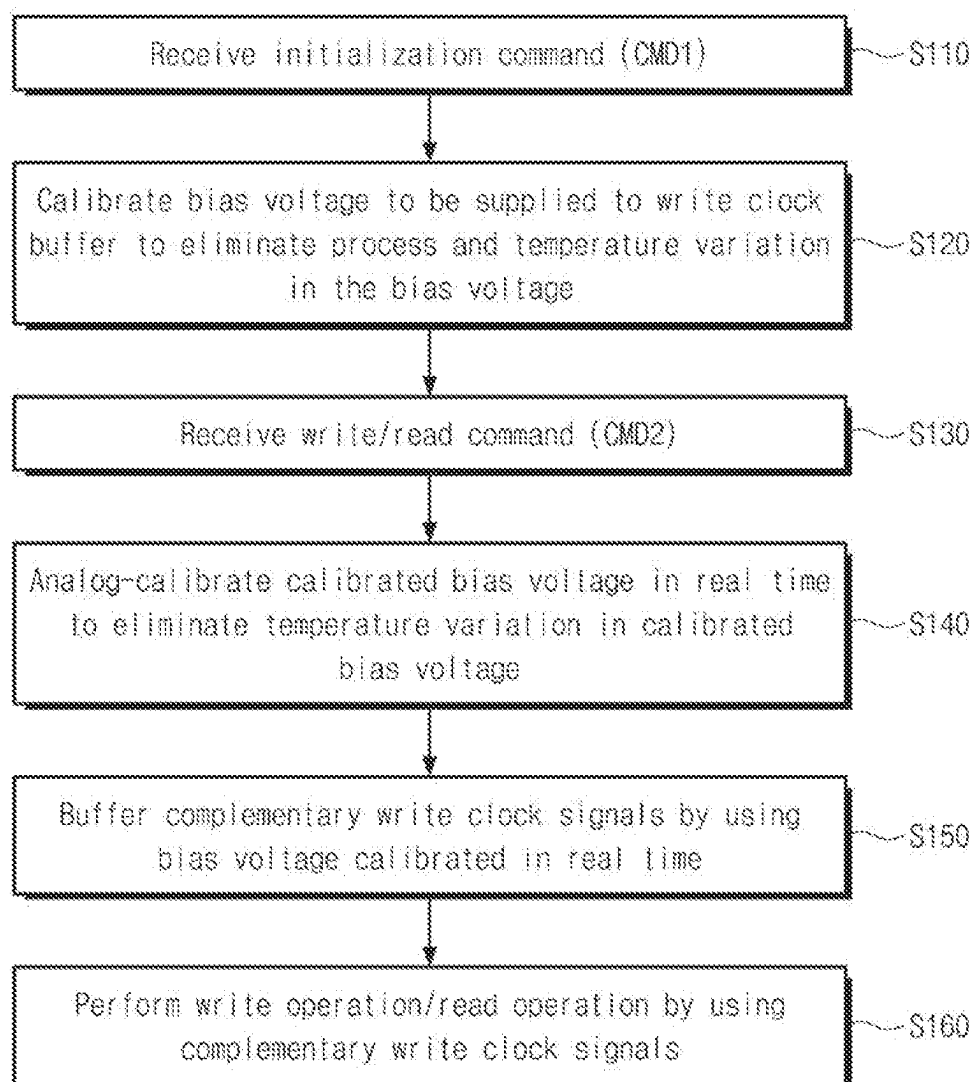 Receive initialization command (CMD1)
S110
Calibrate bias voltage to be supplied to write clock
buffer to eliminate process and temperature variation
in the bias voltage
S120
Receive write/read command (CMD2)
S130
Analog-calibrate calibrated bias voltage in real time
to eliminate temperature variation in calibrated
bias voltage
S140
Buffer complementary write clock signals by using
bias voltage calibrated in real time
S150
Perform write operation/read operation by using
complementary write clock signals
S160